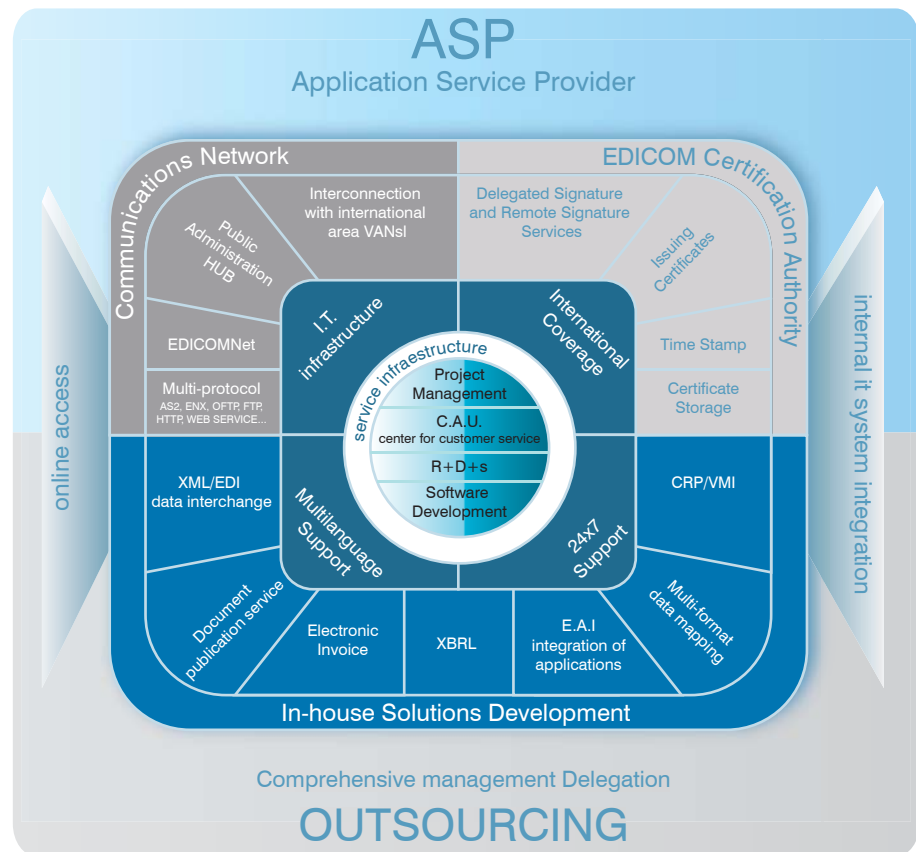 ASP
Application Service Provider
Communications Network
EDICOM Certification Authority
Interconnection
with international
area VANsl
Delegated Signature
and Remote Signature
Services
Public
Administration
HUB
Issuing
Certificates
EDICOMNet
Time Stamp
Multi-protocol
AS2, ENX, OFTP, FTP,
HTTP, WEB SERVICE...
Certificate
Storage
I.T.
infrastructure
International
Coverage
service infraestructure
Project
Management
C.A.U.
center for customer service
R+D+s
Software
Development
Multilanguage
Support
24x7
Support
online access
internal it system integration
XML/EDI
data interchange
CRP/VMI
Document
publication service
Electronic
Invoice
XBRL
E.A.I
integration of
applications
Multi-format
data mapping
In-house Solutions Development
Comprehensive management Delegation
OUTSOURCING